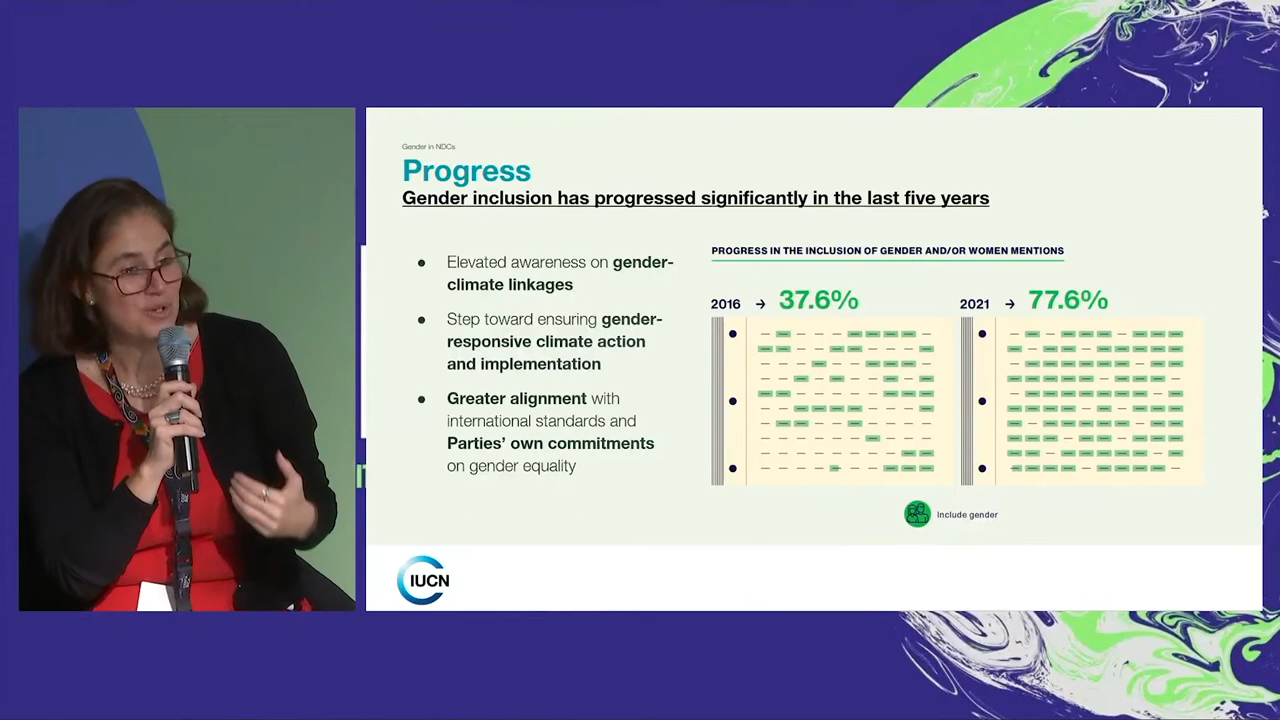 Gender in NDCs
Progress
Gender inclusion has progressed significantly in the last five years
● Elevated awareness on gender-
climate linkages
● Step toward ensuring gender-
responsive climate action
and implementation
● Greater alignment with
international standards and
Parties' own commitments
on gender equality
PROGRESS IN THE INCLUSION OF GENDER AND/OR WOMEN MENTIONS
2016 → 37.6%
2021 → 77.6%
Include gender
IUCN